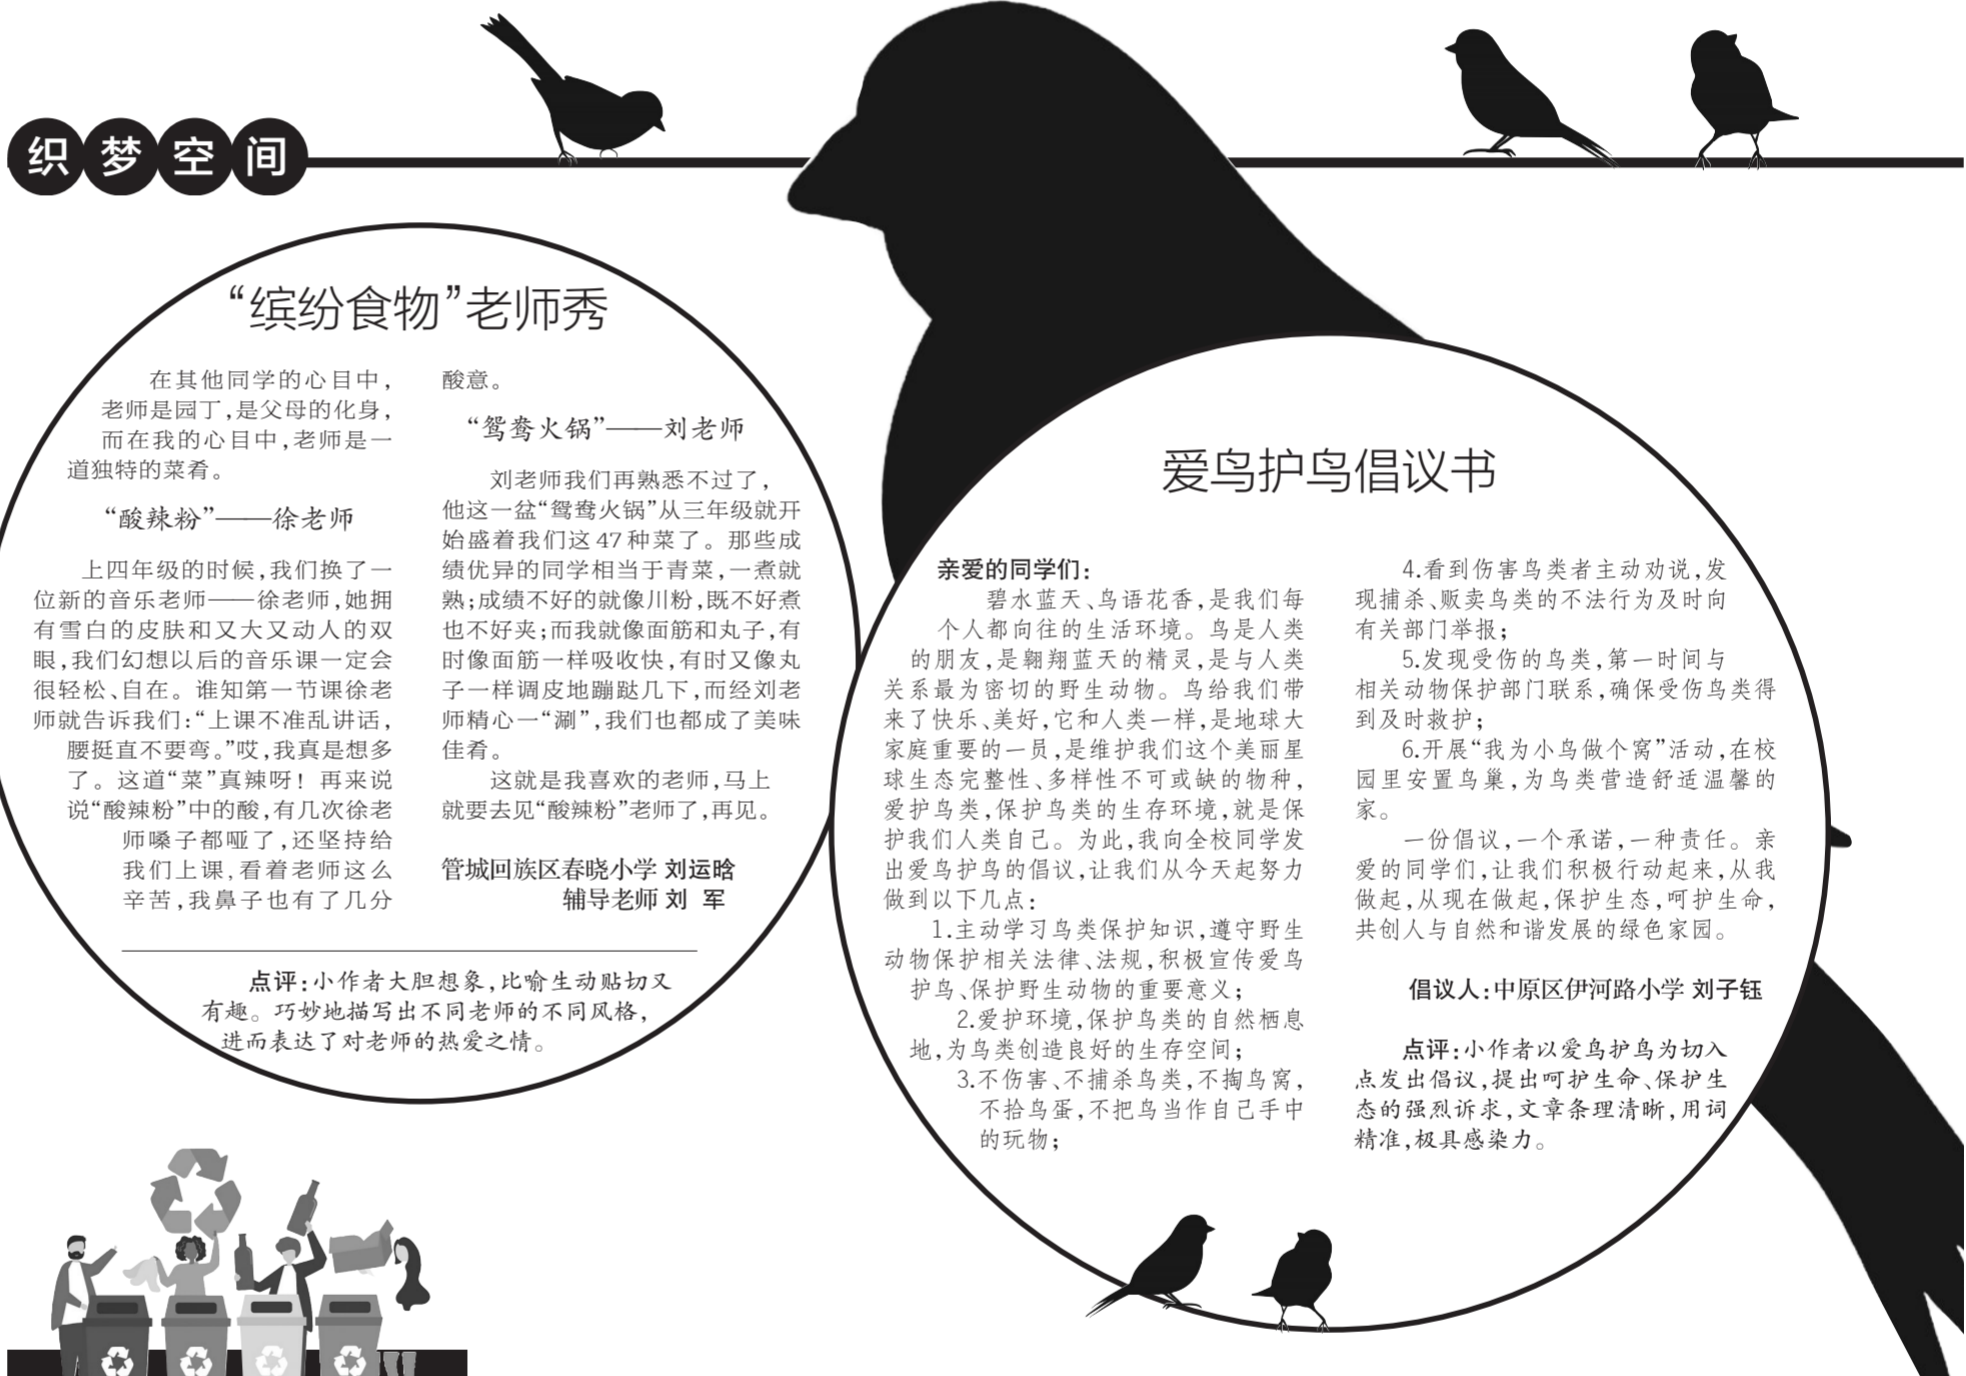 织梦空间
“缤纷食物”老师秀
在其他同学的心目中,
老师是园丁,是父母的化身,
而在我的心目中,老师是一
道独特的菜肴。
“酸辣粉”——徐老师
上四年级的时候,我们换了一
位新的音乐老师——徐老师,她拥
有雪白的皮肤和又大又动人的双
眼,我们幻想以后的音乐课一定会
很轻松、自在。谁知第一节课徐老
师就告诉我们:“上课不准乱讲话,
腰挺直不要弯。”哎,我真是想多
了。这道“菜”真辣呀！再来说
说“酸辣粉”中的酸,有几次徐老
师嗓子都哑了,还坚持给
我们上课,看着老师这么
辛苦,我鼻子也有了几分
酸意。
“鸳鸯火锅”——刘老师
刘老师我们再熟悉不过了,
他这一盆“鸳鸯火锅”从三年级就开
始盛着我们这47种菜了。那些成
绩优异的同学相当于青菜,一煮就
熟;成绩不好的就像川粉,既不好煮
也不好夹;而我就像面筋和丸子,有
时像面筋一样吸收快,有时又像丸
子一样调皮地蹦跶几下,而经刘老
师精心一“涮”,我们也都成了美味
佳肴。
这就是我喜欢的老师,马上
就要去见“酸辣粉”老师了,再见。
管城回族区春晓小学 刘运晗
辅导老师 刘 军
点评:小作者大胆想象,比喻生动贴切又
有趣。巧妙地描写出不同老师的不同风格,
进而表达了对老师的热爱之情。
爱鸟护鸟倡议书
亲爱的同学们:
碧水蓝天、鸟语花香,是我们每
个人都向往的生活环境。鸟是人类
的朋友,是翱翔蓝天的精灵,是与人类
关系最为密切的野生动物。鸟给我们带
来了快乐、美好,它和人类一样,是地球大
家庭重要的一员,是维护我们这个美丽星
球生态完整性、多样性不可或缺的物种,
爱护鸟类,保护鸟类的生存环境,就是保
护我们人类自己。为此,我向全校同学发
出爱鸟护鸟的倡议,让我们从今天起努力
做到以下几点:
1.主动学习鸟类保护知识,遵守野生
动物保护相关法律、法规,积极宣传爱鸟
护鸟、保护野生动物的重要意义;
2.爱护环境,保护鸟类的自然栖息
地,为鸟类创造良好的生存空间;
3.不伤害、不捕杀鸟类,不掏鸟窝,
不拾鸟蛋,不把鸟当作自己手中
的玩物;
4.看到伤害鸟类者主动劝说,发
现捕杀、贩卖鸟类的不法行为及时向
有关部门举报;
5.发现受伤的鸟类,第一时间与
相关动物保护部门联系,确保受伤鸟类得
到及时救护;
6.开展“我为小鸟做个窝”活动,在校
园里安置鸟巢,为鸟类营造舒适温馨的
家。
一份倡议,一个承诺,一种责任。亲
爱的同学们,让我们积极行动起来,从我
做起,从现在做起,保护生态,呵护生命,
共创人与自然和谐发展的绿色家园。
倡议人:中原区伊河路小学 刘子钰
点评:小作者以爱鸟护鸟为切入
点发出倡议,提出呵护生命、保护生
态的强烈诉求,文章条理清晰,用词
精准,极具感染力。